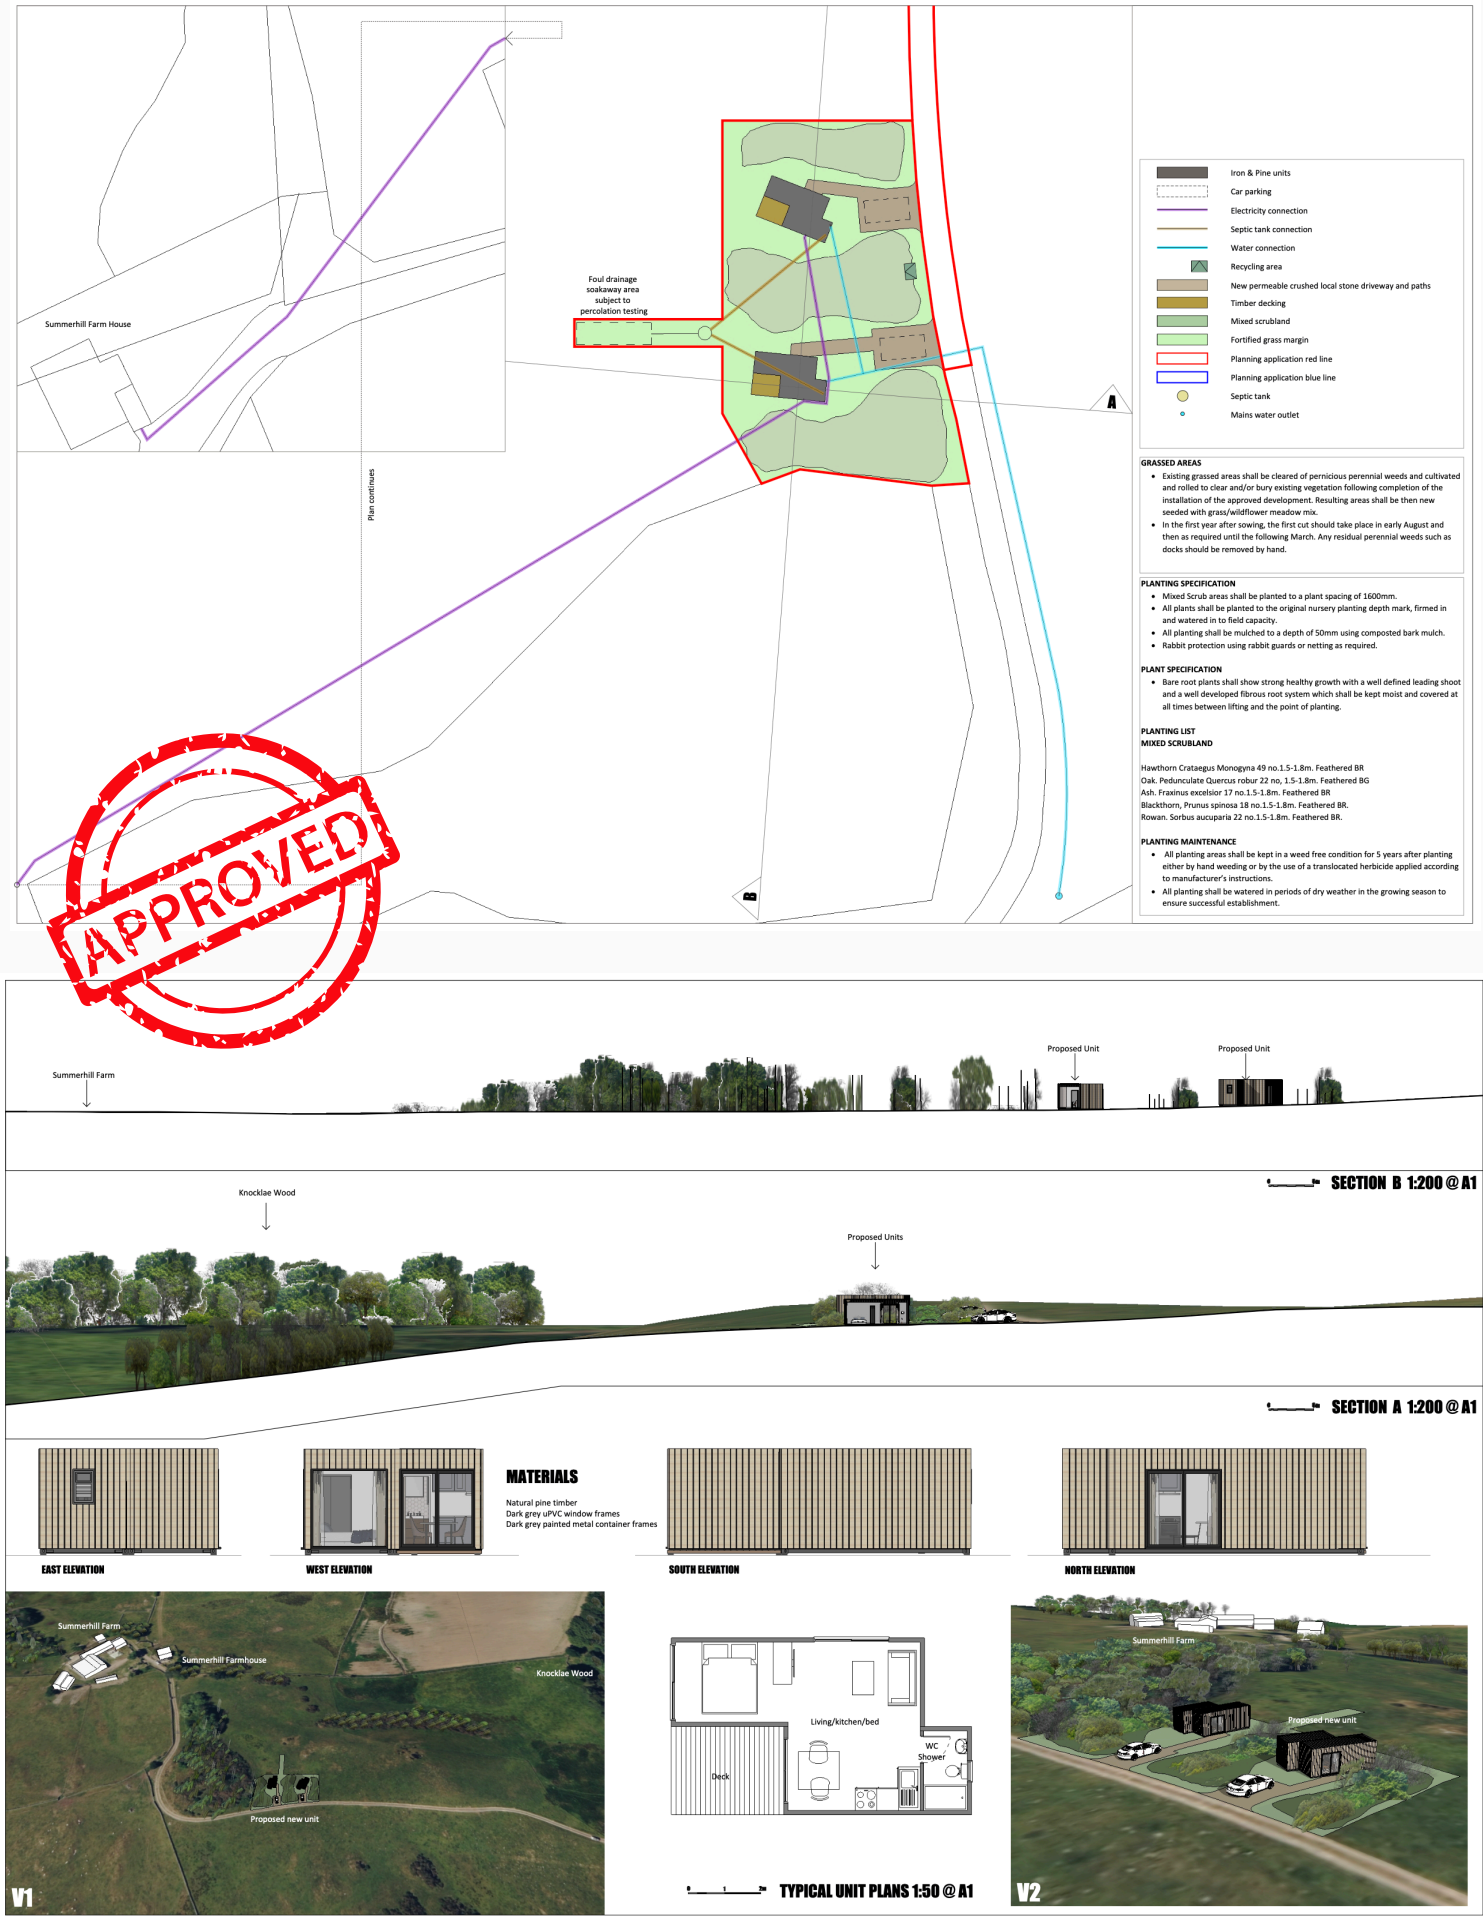 Iron & Pine units
Car parking
Electricity connection
Septic tank connection
Water connection
Recycling area
New permeable crushed local stone driveway and paths
Timber decking
Mixed scrubland
Fortified grass margin
Planning application red line
Planning application blue line
Septic tank
Mains water outlet
Foul drainage
soakaway area
subject to
percolation testing
Summerhill Farm House
Plan continues
A
B
GRASSED AREAS
• Existing grassed areas shall be cleared of pernicious perennial weeds and cultivated
and rolled to clear and/or bury existing vegetation following completion of the
installation of the approved development. Resulting areas shall be then new
seeded with grass/wildflower meadow mix.
• In the first year after sowing, the first cut should take place in early August and
then as required until the following March. Any residual perennial weeds such as
docks should be removed by hand.
PLANTING SPECIFICATION
• Mixed Scrub areas shall be planted to a plant spacing of 1600mm.
• All plants shall be planted to the original nursery planting depth mark, firmed in
and watered in to field capacity.
• All planting shall be mulched to a depth of 50mm using composted bark mulch.
• Rabbit protection using rabbit guards or netting as required.
PLANT SPECIFICATION
• Bare root plants shall show strong healthy growth with a well defined leading shoot
and a well developed fibrous root system which shall be kept moist and covered at
all times between lifting and the point of planting.
PLANTING LIST
MIXED SCRUBLAND
Hawthorn Crataegus Monogyna 49 no.1.5-1.8m. Feathered BR
Oak. Pedunculate Quercus robur 22 no, 1.5-1.8m. Feathered BG
Ash. Fraxinus excelsior 17 no.1.5-1.8m. Feathered BR
Blackthorn, Prunus spinosa 18 no.1.5-1.8m. Feathered BR.
Rowan. Sorbus aucuparia 22 no.1.5-1.8m. Feathered BR.
PLANTING MAINTENANCE
• All planting areas shall be kept in a weed free condition for 5 years after planting
either by hand weeding or by the use of a translocated herbicide applied according
to manufacturer's instructions.
• All planting shall be watered in periods of dry weather in the growing season to
ensure successful establishment.
APPROVED
Summerhill Farm
Proposed Unit
Proposed Unit
SECTION B 1:200 @ A1
Knocklae Wood
Proposed Units
SECTION A 1:200 @ A1
MATERIALS
Natural pine timber
Dark grey uPVC window frames
Dark grey painted metal container frames
EAST ELEVATION
WEST ELEVATION
SOUTH ELEVATION
NORTH ELEVATION
Summerhill Farm
Summerhill Farmhouse
Knocklae Wood
Proposed new unit
V1
Living/kitchen/bed
WC
Shower
Deck
0 1 2m
TYPICAL UNIT PLANS 1:50 @ A1
Summerhill Farm
Proposed new unit
V2